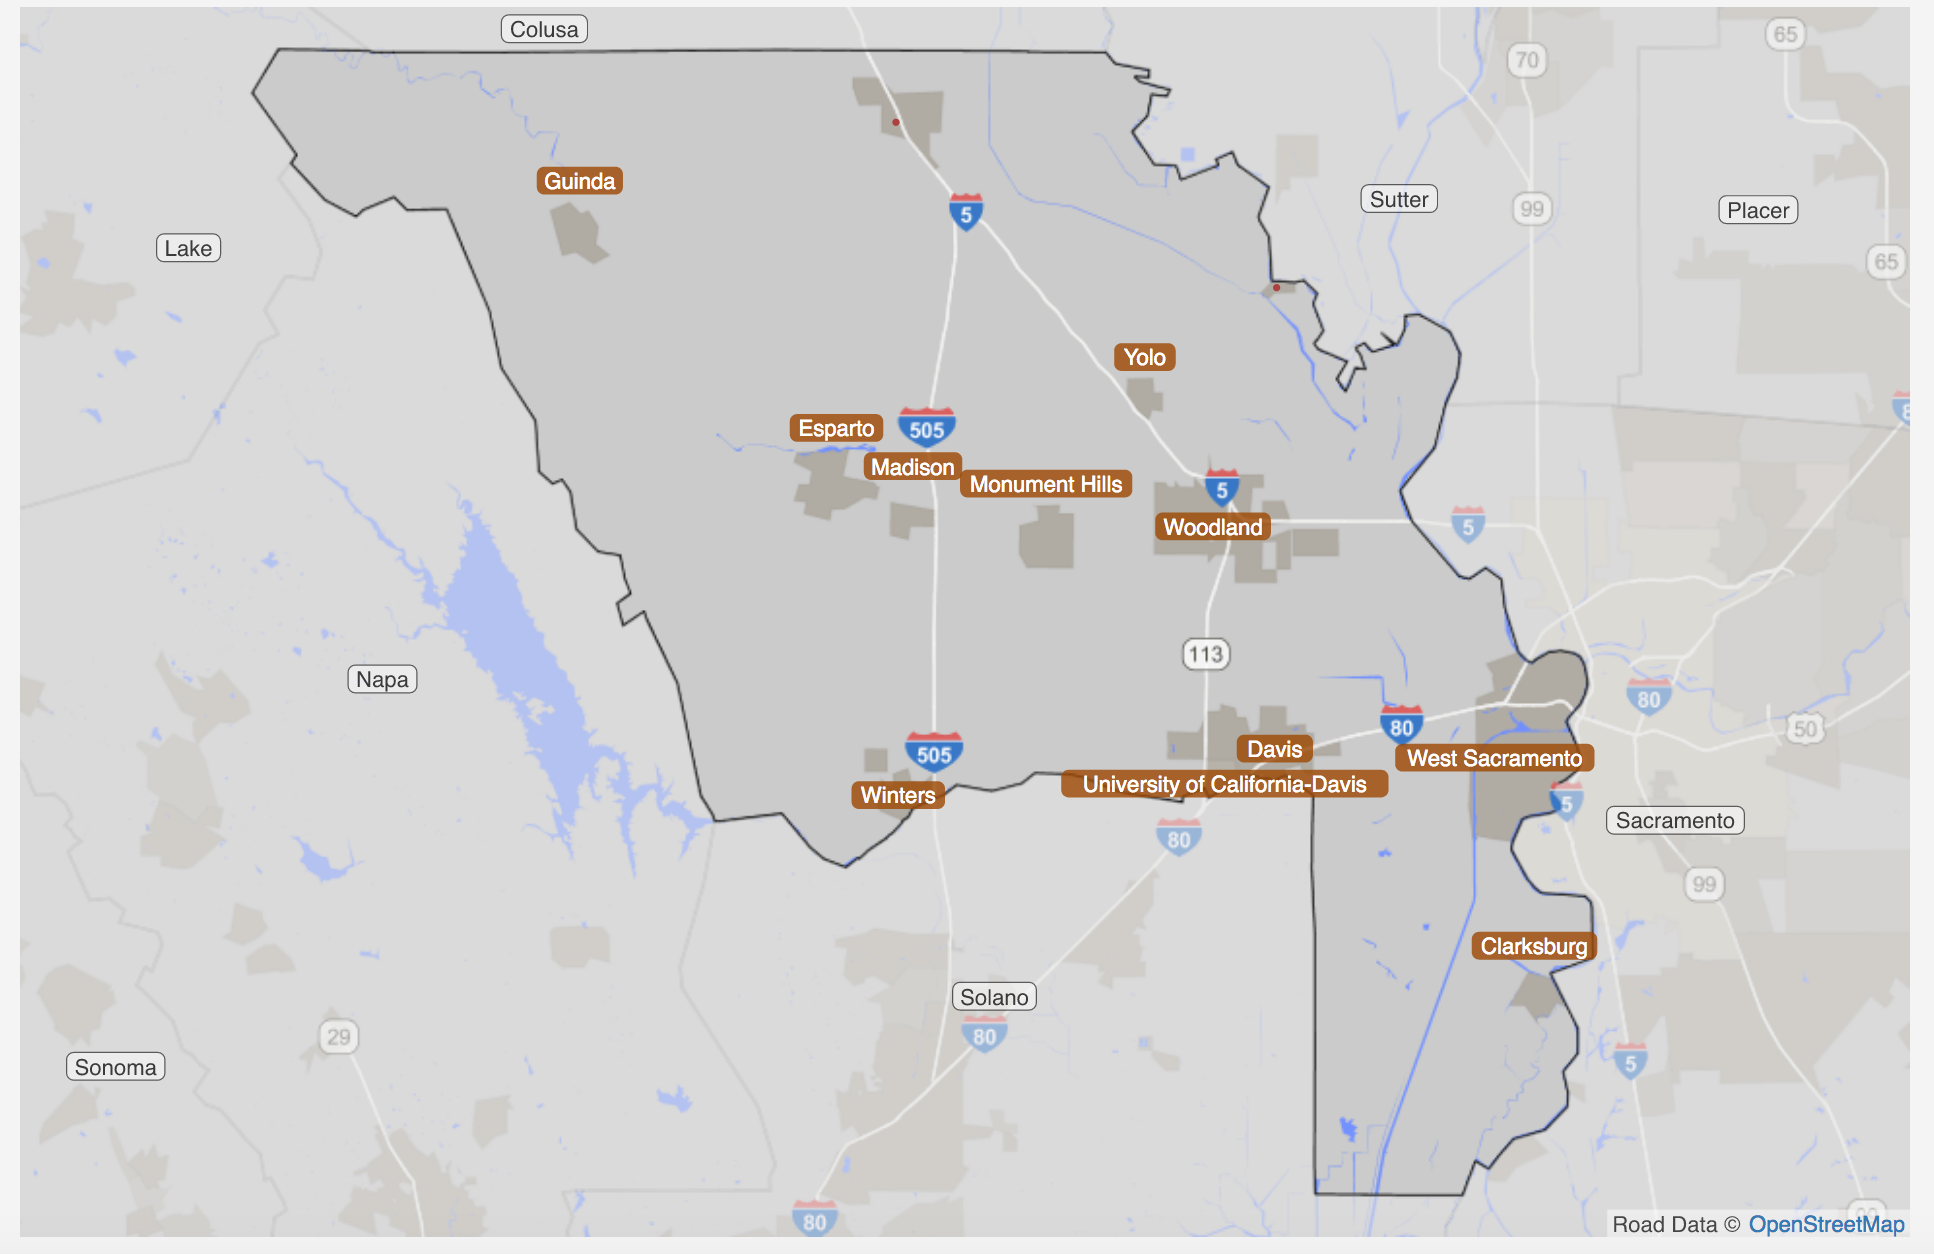 Colusa
65
70
Guinda
Sutter
99
Placer
5
Lake
65
Yolo
8
Esparto
505
Madison
Monument Hills
5
Woodland
5
113
Napa
80
50
80
505
Davis
West Sacramento
University of California-Davis
Winters
5
Sacramento
80
99
Clarksburg
Solano
29
80
5
Sonoma
80
Road Data © OpenStreetMap